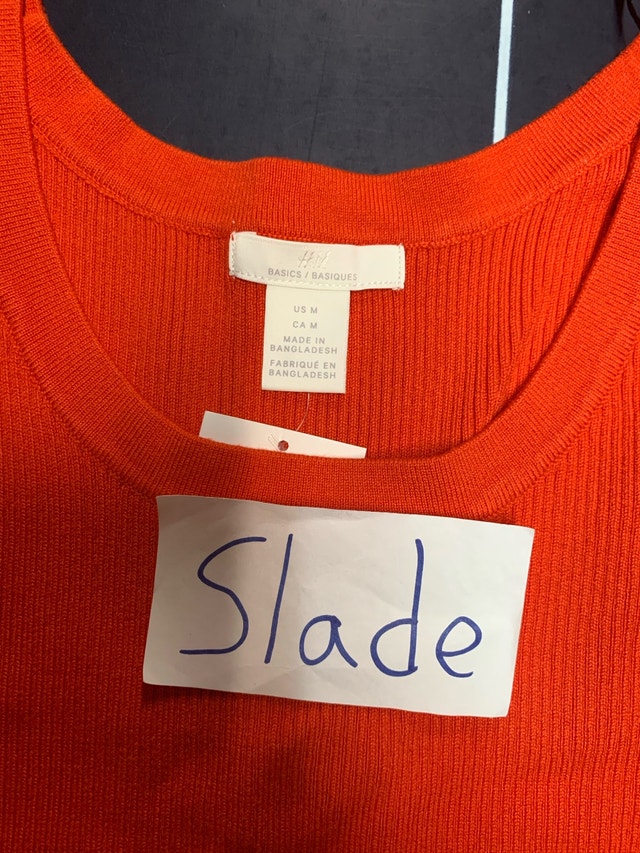 H&M
BASICS / BASIQUES
US M
CA M
MADE IN
BANGLADESH
FABRIQUÉ EN
BANGLADESH
Slade